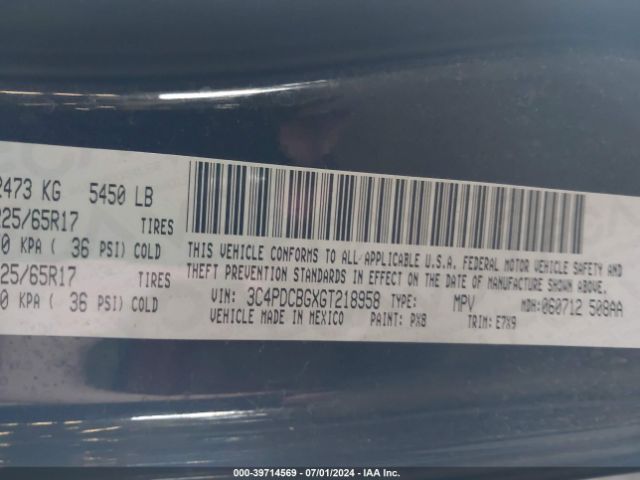 2473 KG 5450 LB
225/65R17 TIRES
0 KPA ( 36 PSI) COLD
25/65R17 TIRES
0 KPA ( 36 PSI) COLD
THIS VEHICLE CONFORMS TO ALL APPLICABLE U.S.A. FEDERAL MOTOR VEHICLE SAFETY AND
THEFT PREVENTION STANDARDS IN EFFECT ON THE DATE OF MANUFACTURE SHOWN ABOVE.
VIN: 3C4PDCBGXGT218958 TYPE: MPV MDH: 060712 508AA
VEHICLE MADE IN MEXICO PAINT: PX8 TRIM: E7X9
000-39714569 - 07/01/2024 - IAA Inc.